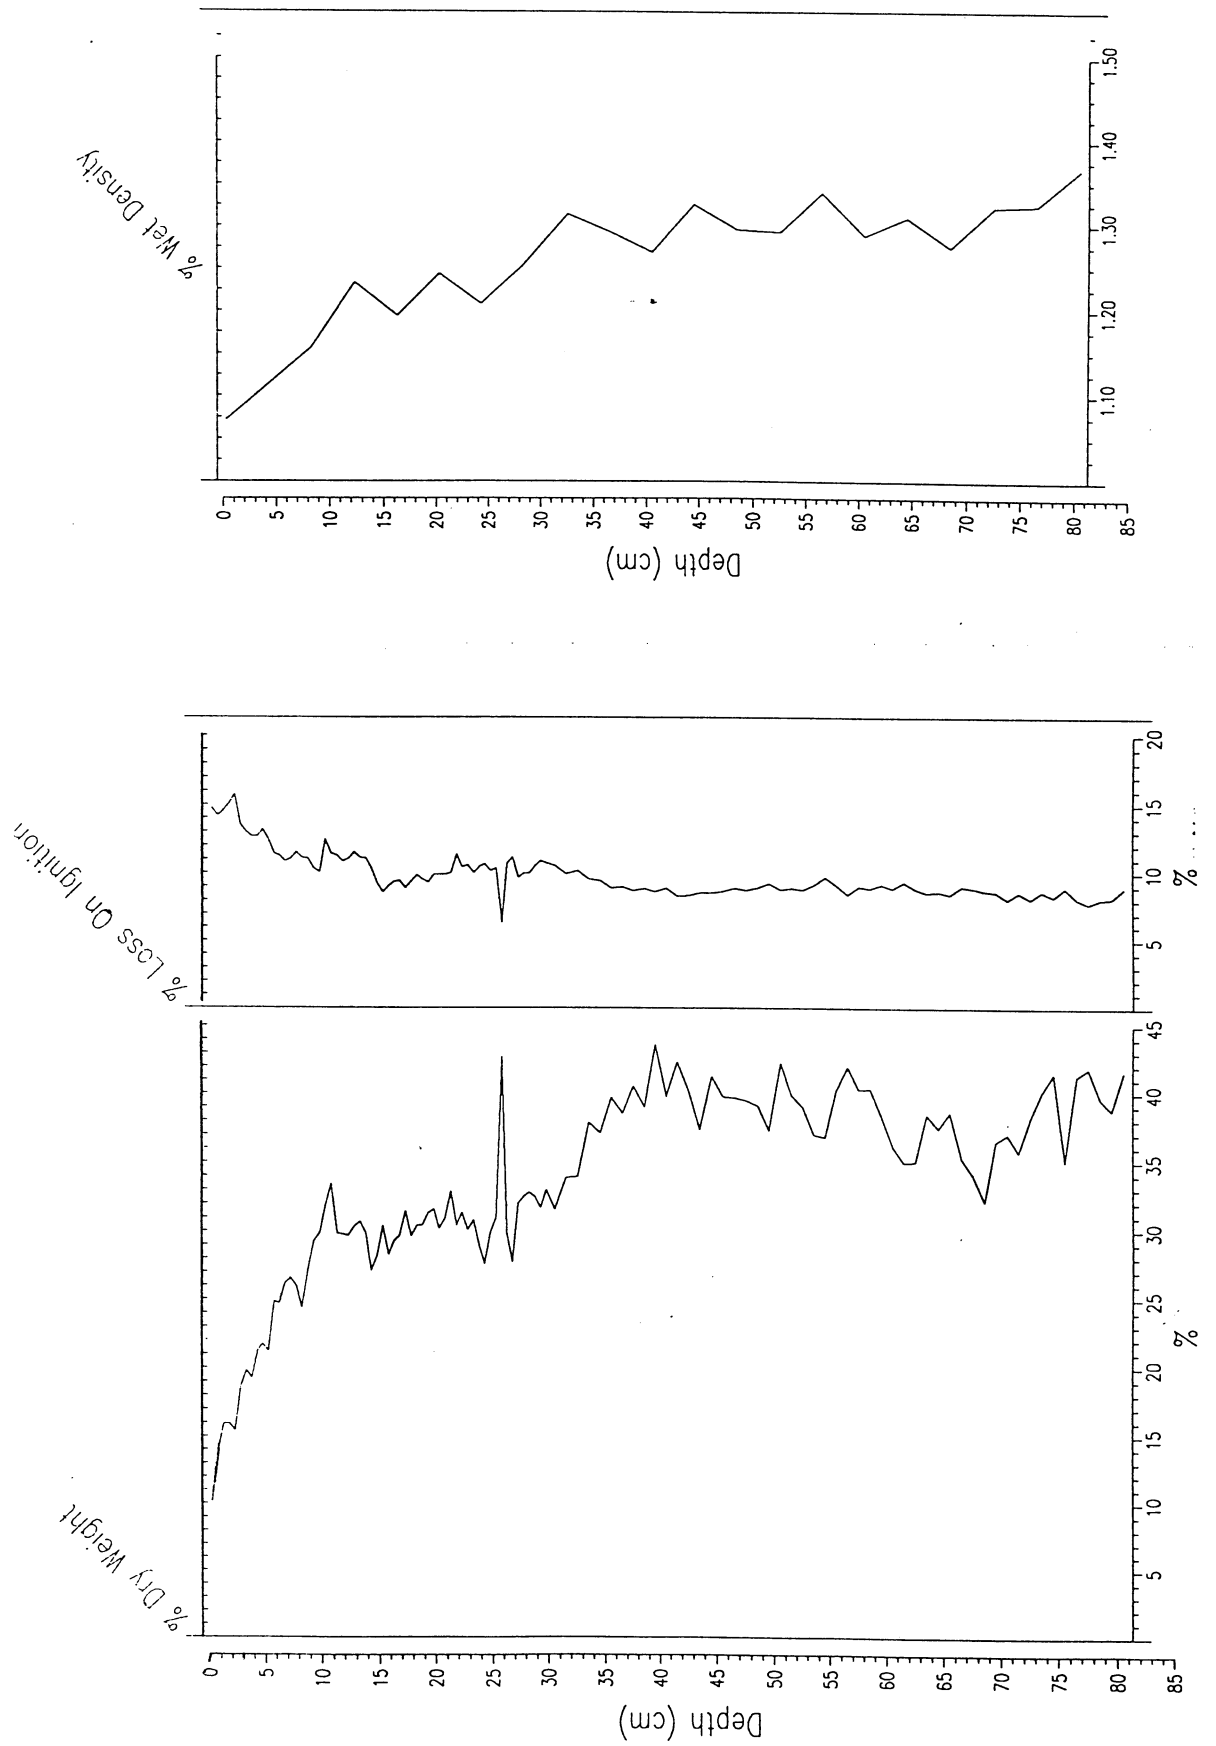 % Wet Density
1.50
1.40
1.30
1.20
1.10
0 5 10 15 20 25 30 35 40 45 50 55 60 65 70 75 80 85
Depth (cm)
% Loss On Ignition
20
15
10
5
%
% Dry Weight
45
40
35
30
25
20
15
10
5
%
0 5 10 15 20 25 30 35 40 45 50 55 60 65 70 75 80 85
Depth (cm)